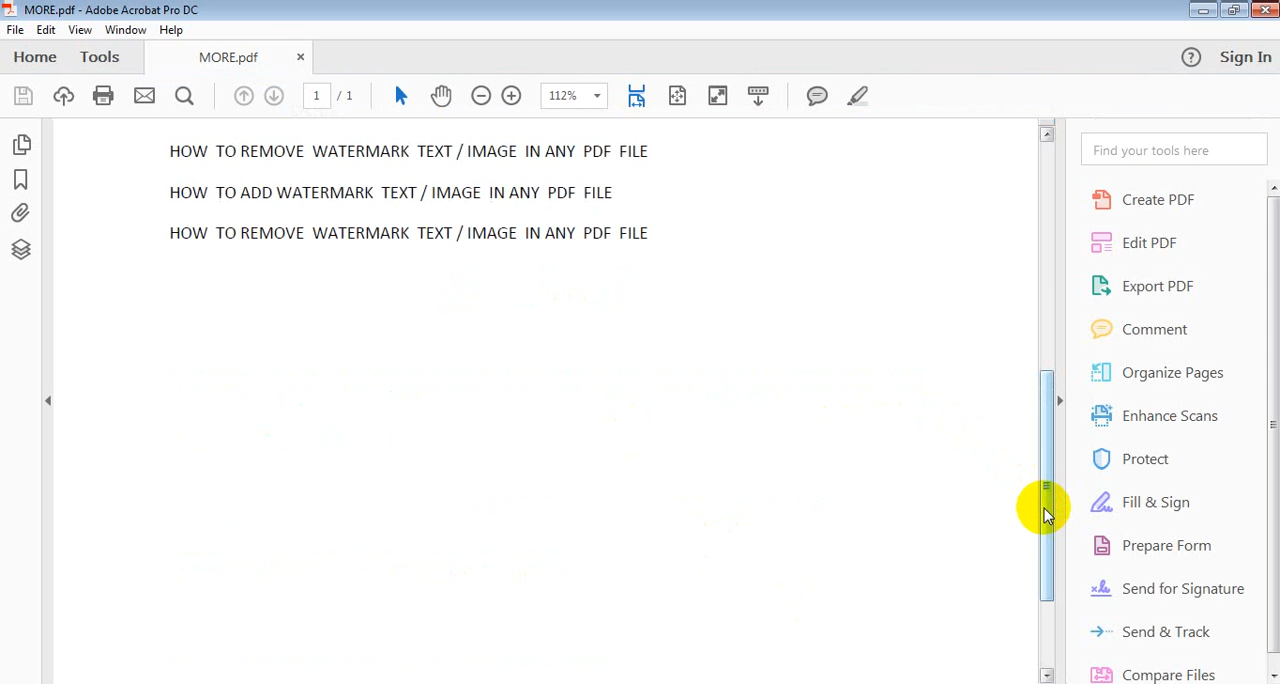 MORE.pdf - Adobe Acrobat Pro DC
File Edit View Window Help
Home Tools MORE.pdf × Sign In
1 / 1 112%
HOW TO REMOVE WATERMARK TEXT / IMAGE IN ANY PDF FILE
HOW TO ADD WATERMARK TEXT / IMAGE IN ANY PDF FILE
HOW TO REMOVE WATERMARK TEXT / IMAGE IN ANY PDF FILE
Find your tools here
Create PDF
Edit PDF
Export PDF
Comment
Organize Pages
Enhance Scans
Protect
Fill & Sign
Prepare Form
Send for Signature
Send & Track
Compare Files